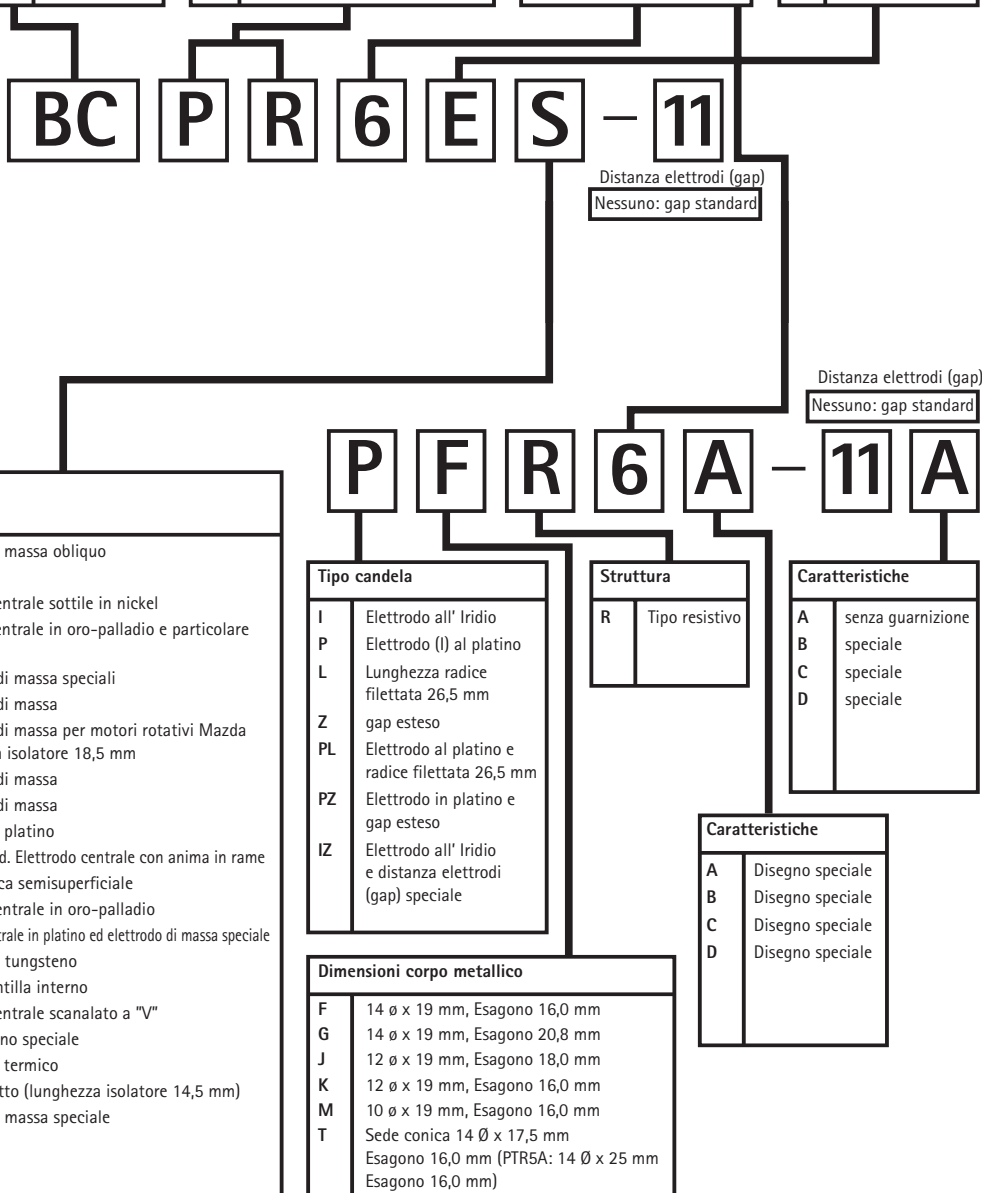 BC P R 6 E S – 11
Distanza elettrodi (gap)
Nessuno: gap standard
Distanza elettrodi (gap)
Nessuno: gap standard
P F R 6 A – 11 A
massa obliquo
entrale sottile in nickel
entrale in oro-palladio e particolare
di massa speciali
di massa
di massa per motori rotativi Mazda
isolatore 18,5 mm
di massa
di massa
platino
d. Elettrodo centrale con anima in rame
ca semisuperficiale
entrale in oro-palladio
trale in platino ed elettrodo di massa speciale
tungsteno
ntilla interno
entrale scanalato a "V"
no speciale
termico
tto (lunghezza isolatore 14,5 mm)
massa speciale
Tipo candela
I Elettrodo all' Iridio
P Elettrodo (I) al platino
L Lunghezza radice
filettata 26,5 mm
Z gap esteso
PL Elettrodo al platino e
radice filettata 26,5 mm
PZ Elettrodo in platino e
gap esteso
IZ Elettrodo all' Iridio
e distanza elettrodi
(gap) speciale
Struttura
R Tipo resistivo
Caratteristiche
A senza guarnizione
B speciale
C speciale
D speciale
Caratteristiche
A Disegno speciale
B Disegno speciale
C Disegno speciale
D Disegno speciale
Dimensioni corpo metallico
F 14 ø x 19 mm, Esagono 16,0 mm
G 14 ø x 19 mm, Esagono 20,8 mm
J 12 ø x 19 mm, Esagono 18,0 mm
K 12 ø x 19 mm, Esagono 16,0 mm
M 10 ø x 19 mm, Esagono 16,0 mm
T Sede conica 14 Ø x 17,5 mm
Esagono 16,0 mm (PTR5A: 14 Ø x 25 mm
Esagono 16,0 mm)